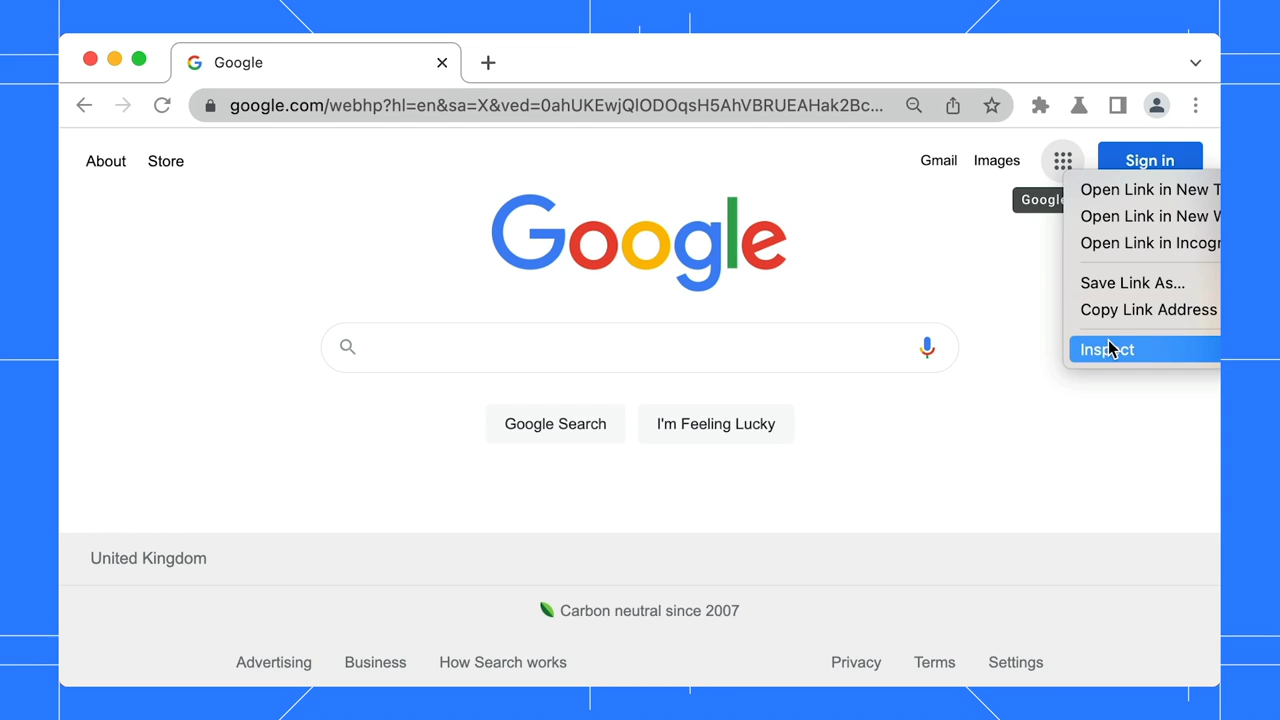 Google
google.com/webhp?hl=en&sa=X&ved=0ahUKEwjQlODOqsH5AhVBRUEAHak2Bc...
About Store Gmail Images Sign in
Google
Open Link in New T
Open Link in New W
Open Link in Incogr
Save Link As...
Copy Link Address
Inspect
Google
Google Search I'm Feeling Lucky
United Kingdom
Carbon neutral since 2007
Advertising Business How Search works Privacy Terms Settings